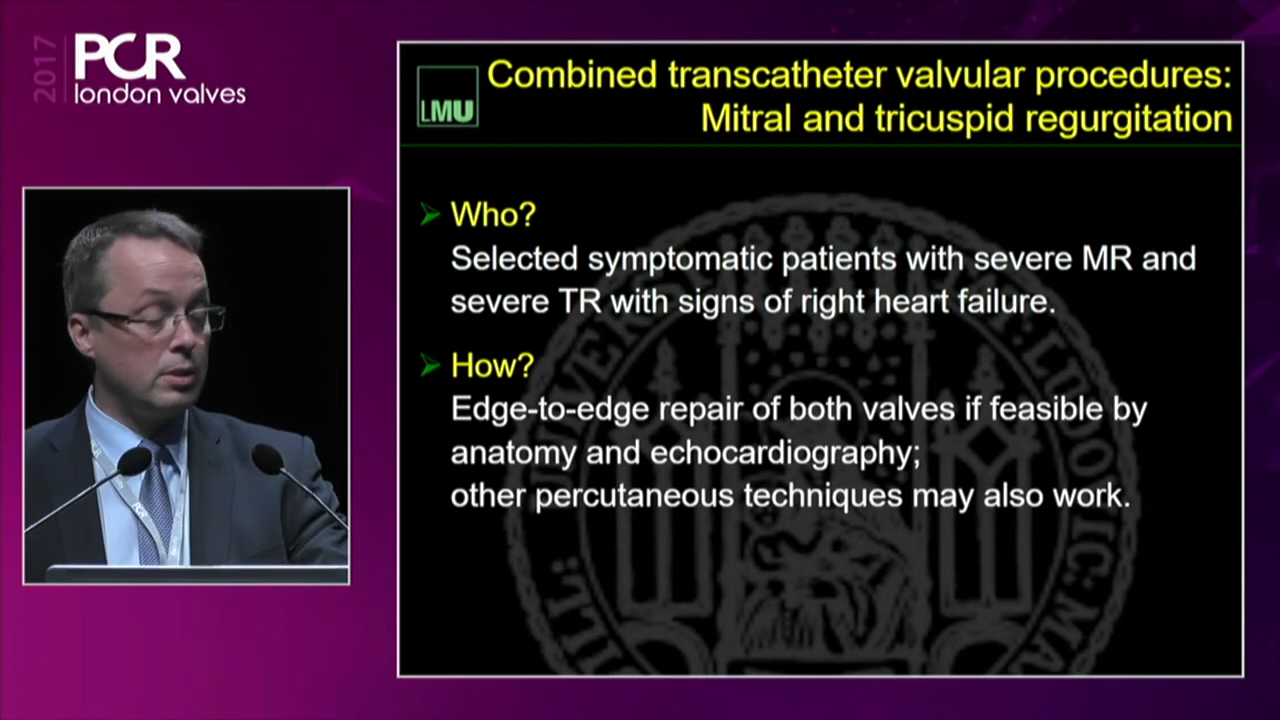 2017
PCR
london valves
LMU
Combined transcatheter valvular procedures:
Mitral and tricuspid regurgitation
Who?
Selected symptomatic patients with severe MR and
severe TR with signs of right heart failure.
How?
Edge-to-edge repair of both valves if feasible by
anatomy and echocardiography;
other percutaneous techniques may also work.
PCR